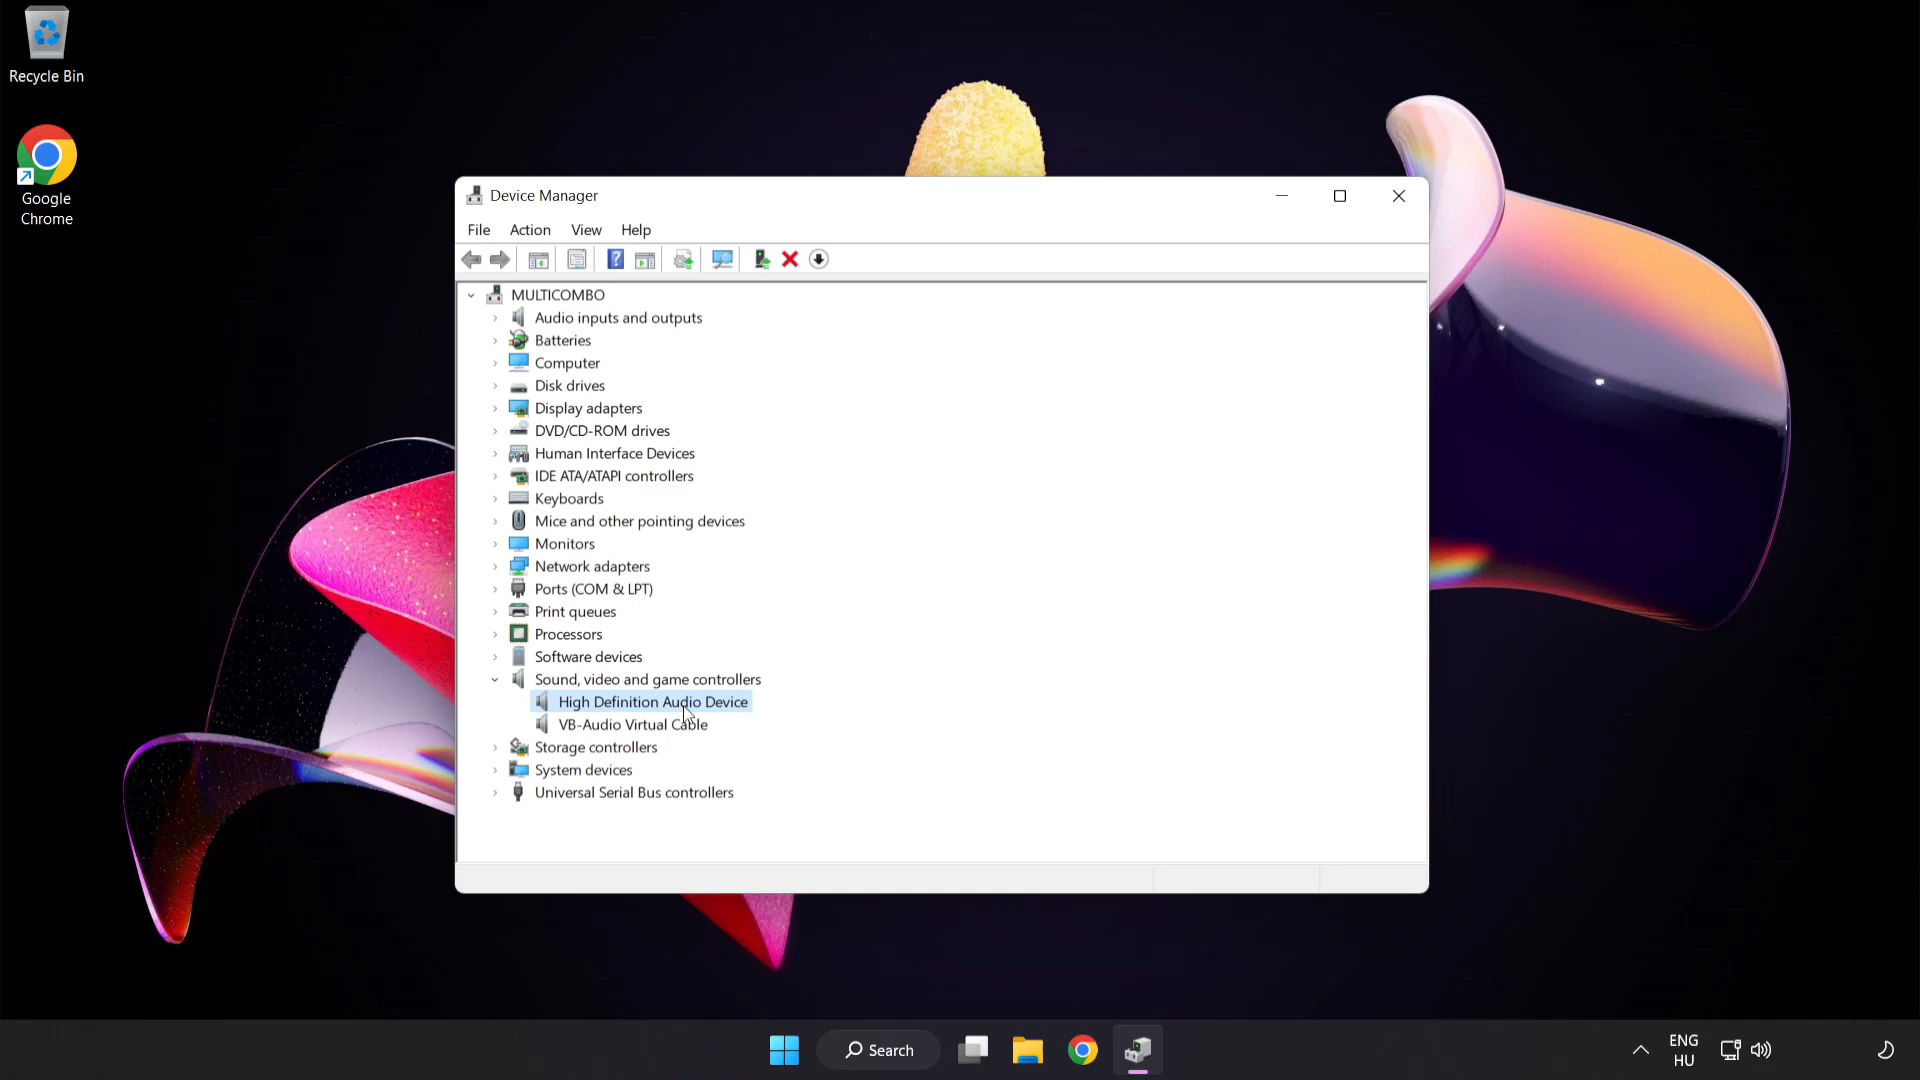 Recycle Bin
Google
Chrome
Device Manager
File Action View Help
MULTICOMBO
Audio inputs and outputs
Batteries
Computer
Disk drives
Display adapters
DVD/CD-ROM drives
Human Interface Devices
IDE ATA/ATAPI controllers
Keyboards
Mice and other pointing devices
Monitors
Network adapters
Ports (COM & LPT)
Print queues
Processors
Software devices
Sound, video and game controllers
High Definition Audio Device
VB-Audio Virtual Cable
Storage controllers
System devices
Universal Serial Bus controllers
Search
ENG
HU